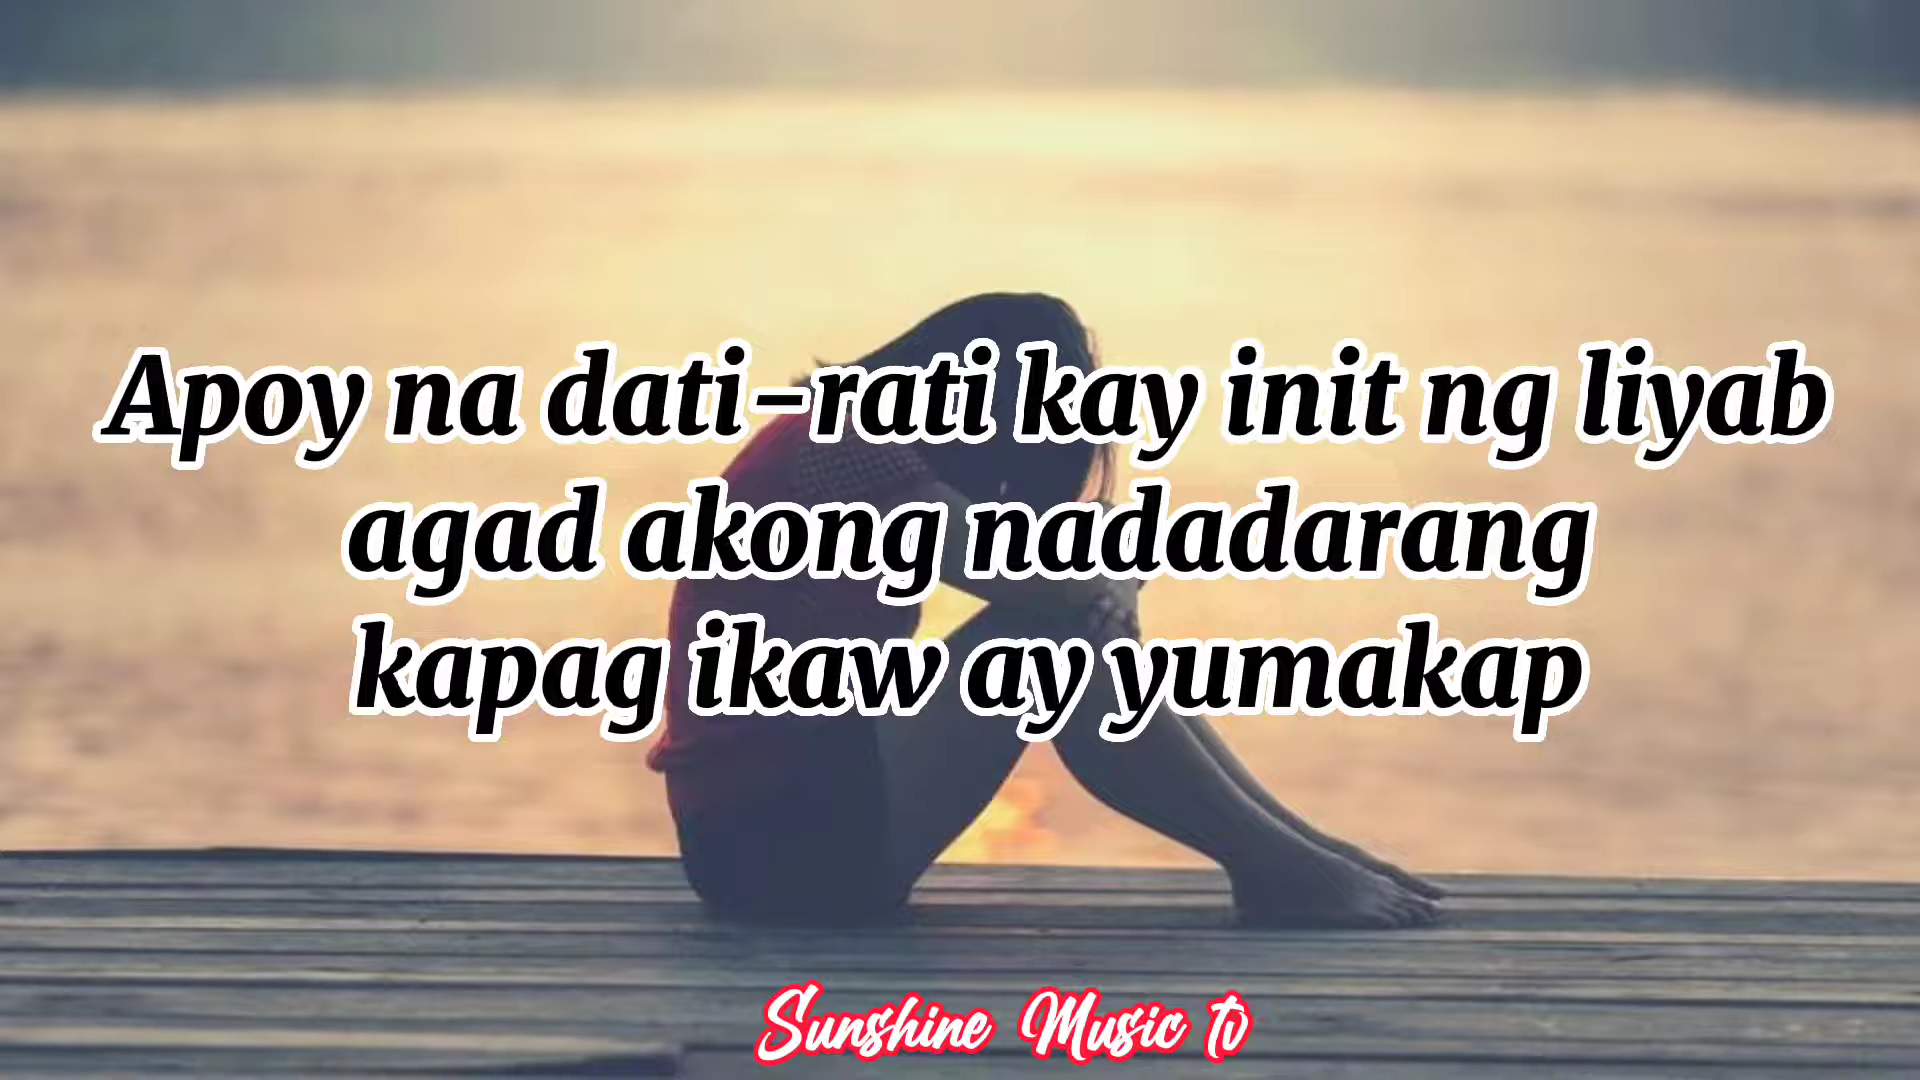 Apoy na dati-rati kay init ng liyab
agad akong nadadarang
kapag ikaw ay yumakap
Sunshine Music tv